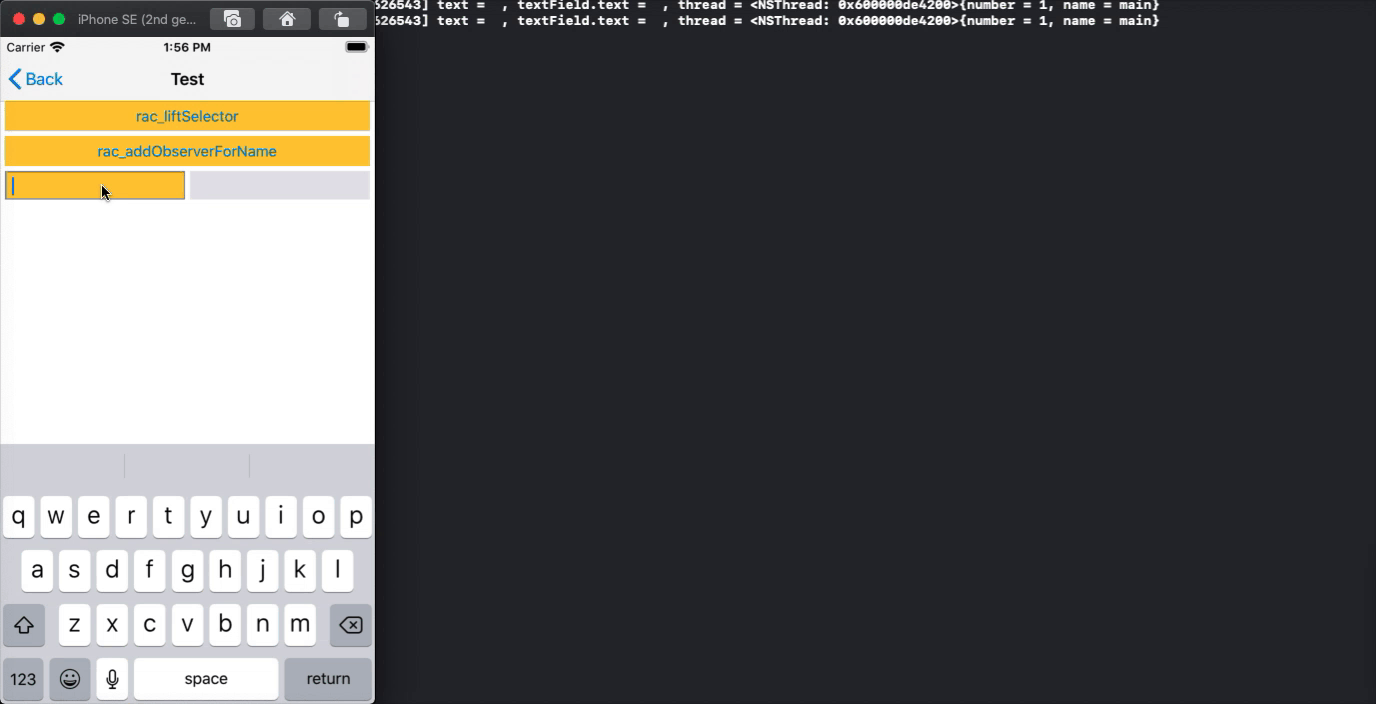 iPhone SE (2nd ge...
526543] text =  , textField.text =  , thread = <NSThread: 0x600000de4200>{number = 1, name = main}
526543] text =  , textField.text =  , thread = <NSThread: 0x600000de4200>{number = 1, name = main}
Carrier 1:56 PM
Back Test
rac_liftSelector
rac_addObserverForName
q w e r t y u i o p
a s d f g h j k l
z x c v b n m
123 space return